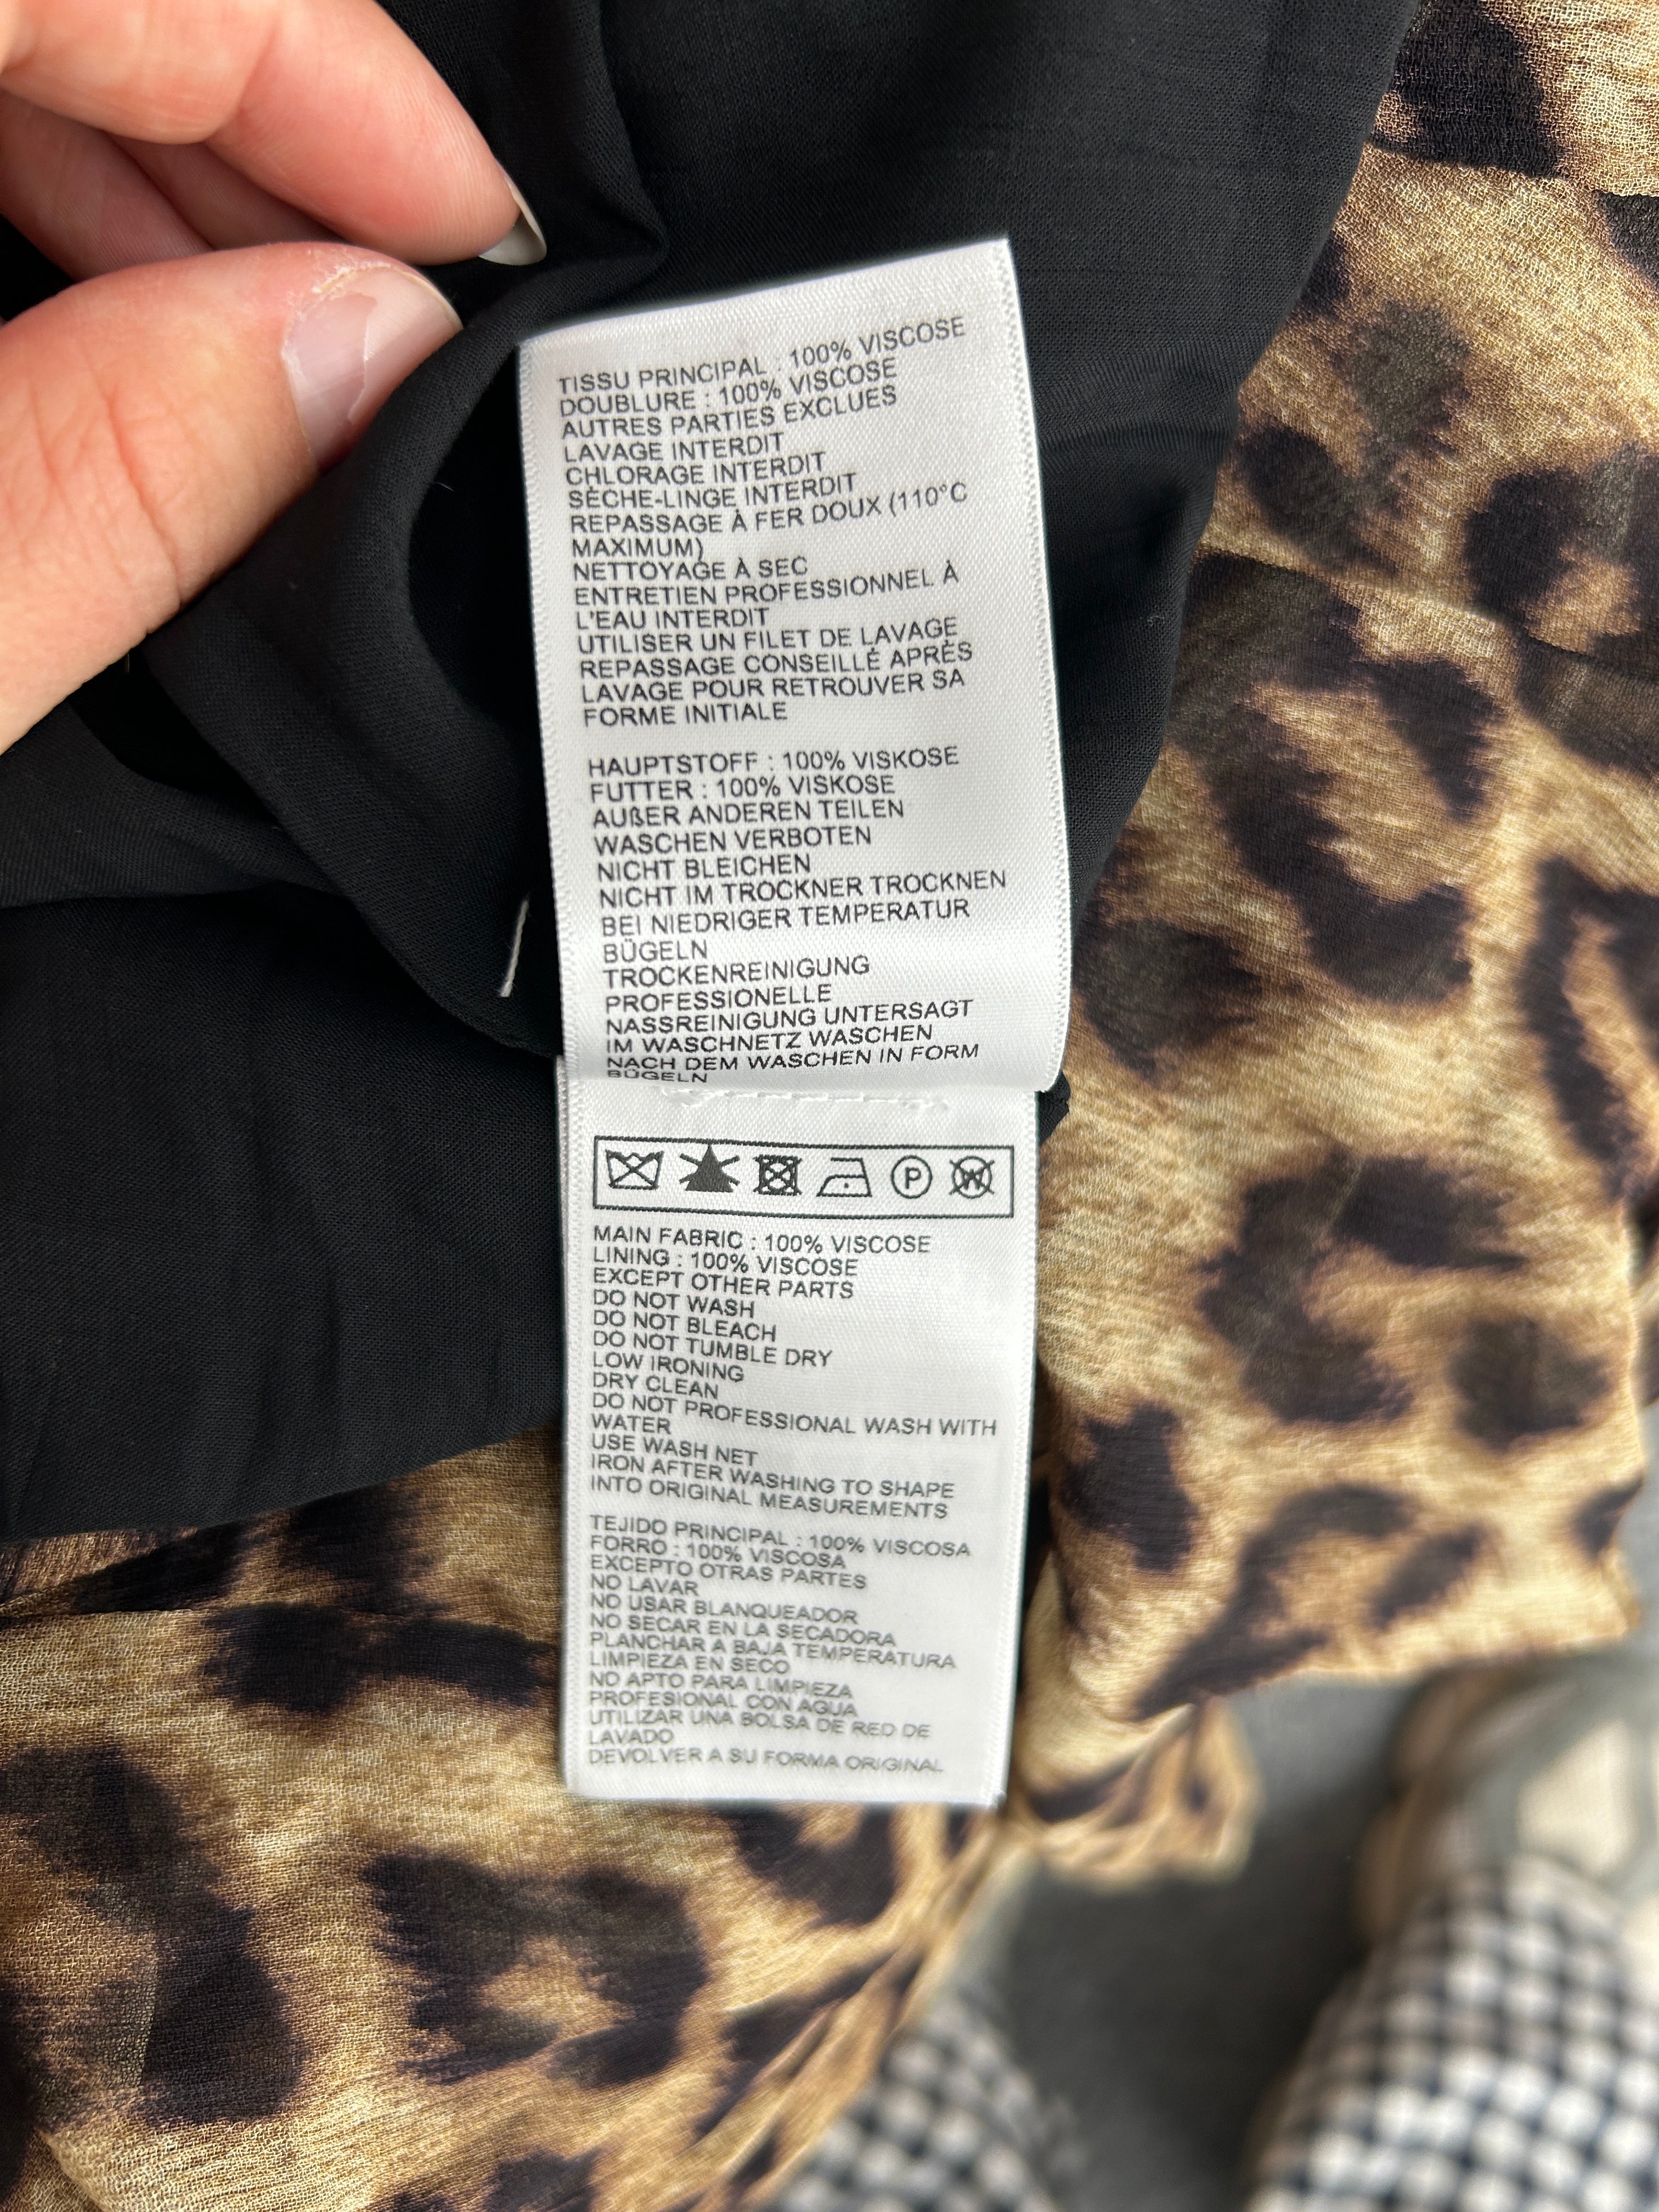 TISSU PRINCIPAL : 100% VISCOSE
DOUBLURE : 100% VISCOSE
AUTRES PARTIES EXCLUES
LAVAGE INTERDIT
CHLORAGE INTERDIT
SÈCHE-LINGE INTERDIT
REPASSAGE À FER DOUX (110°C
MAXIMUM)
NETTOYAGE À SEC
ENTRETIEN PROFESSIONNEL À
L'EAU INTERDIT
UTILISER UN FILET DE LAVAGE
REPASSAGE CONSEILLÉ APRÈS
LAVAGE POUR RETROUVER SA
FORME INITIALE
HAUPTSTOFF : 100% VISKOSE
FUTTER : 100% VISKOSE
AUßER ANDEREN TEILEN
WASCHEN VERBOTEN
NICHT BLEICHEN
NICHT IM TROCKNER TROCKNEN
BEI NIEDRIGER TEMPERATUR
BÜGELN
TROCKENREINIGUNG
PROFESSIONELLE
NASSREINIGUNG UNTERSAGT
IM WASCHNETZ WASCHEN
NACH DEM WASCHEN IN FORM
BÜGELN
P W
MAIN FABRIC : 100% VISCOSE
LINING : 100% VISCOSE
EXCEPT OTHER PARTS
DO NOT WASH
DO NOT BLEACH
DO NOT TUMBLE DRY
LOW IRONING
DRY CLEAN
DO NOT PROFESSIONAL WASH WITH
WATER
USE WASH NET
IRON AFTER WASHING TO SHAPE
INTO ORIGINAL MEASUREMENTS
TEJIDO PRINCIPAL : 100% VISCOSA
FORRO : 100% VISCOSA
EXCEPTO OTRAS PARTES
NO LAVAR
NO USAR BLANQUEADOR
NO SECAR EN LA SECADORA
PLANCHAR A BAJA TEMPERATURA
LIMPIEZA EN SECO
NO APTO PARA LIMPIEZA
PROFESIONAL CON AGUA
UTILIZAR UNA BOLSA DE RED DE
LAVADO
DEVOLVER A SU FORMA ORIGINAL